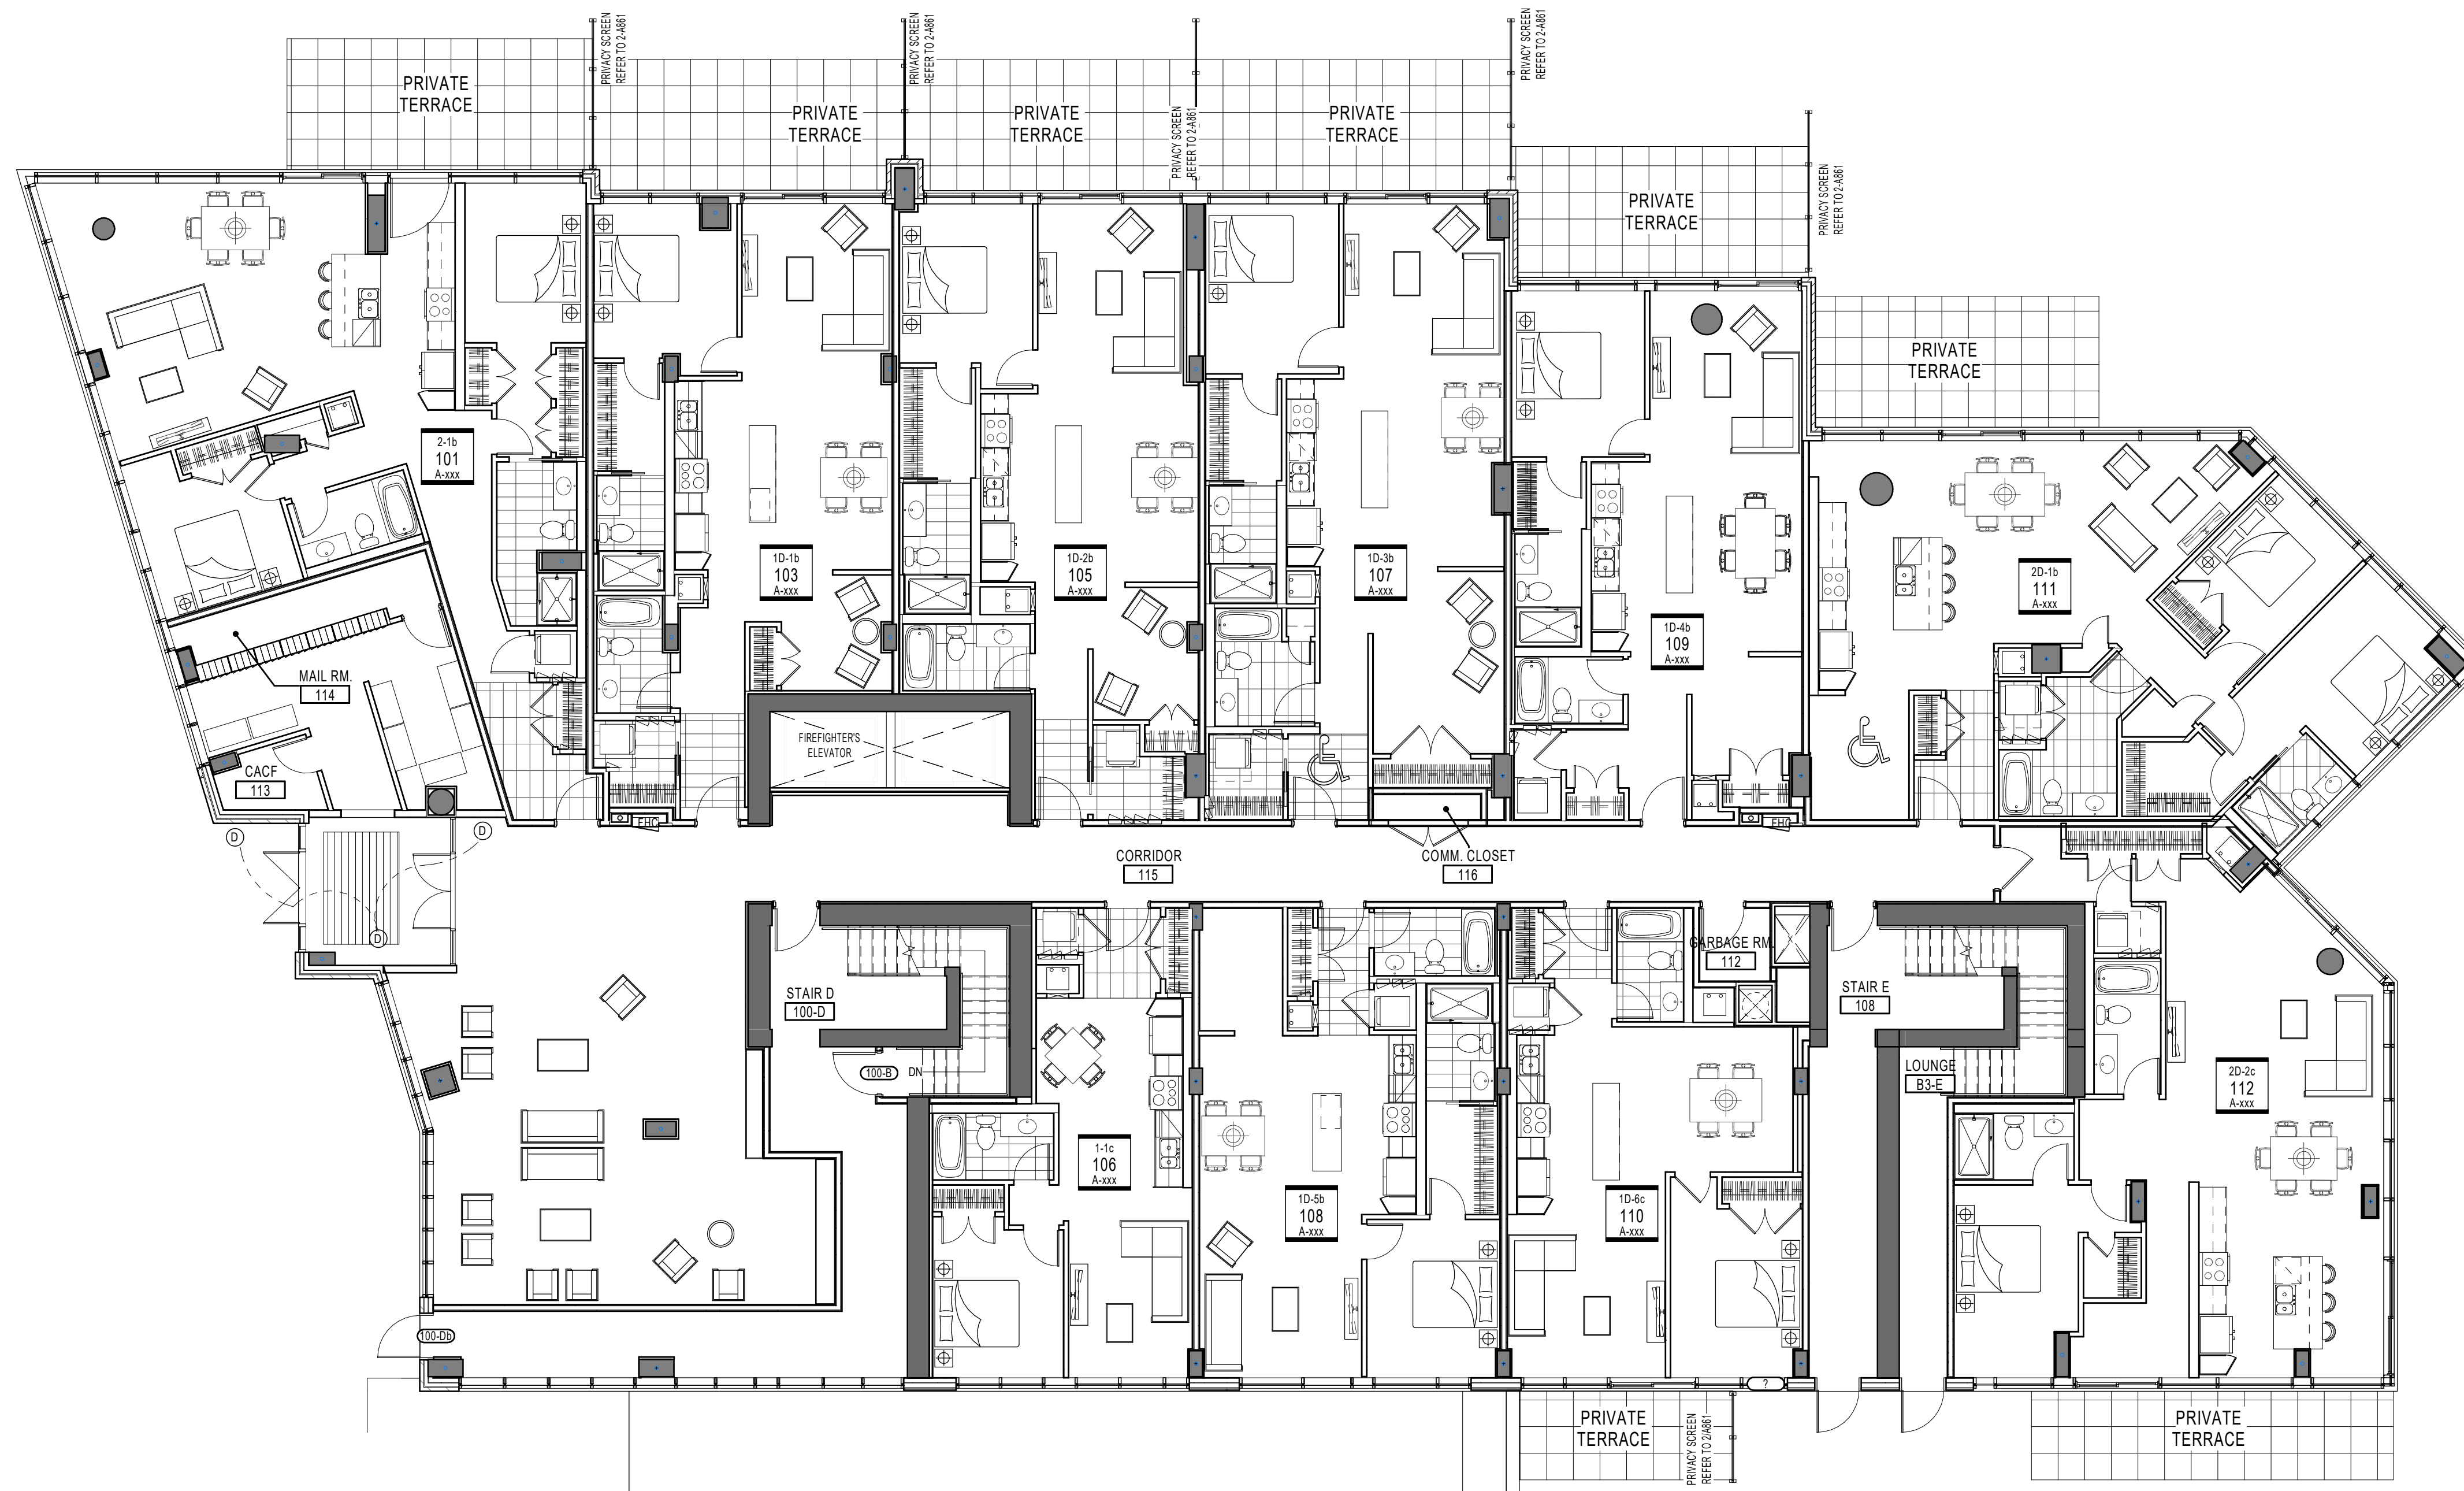 PRIVACY SCREEN
REFER TO 2-A861
PRIVACY SCREEN
REFER TO 2-A861
PRIVACY SCREEN
REFER TO 2-A861
PRIVATE
TERRACE
PRIVATE
TERRACE
PRIVATE
TERRACE
PRIVACY SCREEN
REFER TO 2-A861
PRIVATE
TERRACE
PRIVATE
TERRACE
PRIVACY SCREEN
REFER TO 2-A861
PRIVATE
TERRACE
2-1b
101
A-xxx
1D-1b
103
A-xxx
1D-2b
105
A-xxx
1D-3b
107
A-xxx
1D-4b
109
A-xxx
2D-1b
111
A-xxx
MAIL RM.
114
CACF
113
FIREFIGHTER'S
ELEVATOR
FHC
FHC
D
D
D
CORRIDOR
115
COMM. CLOSET
116
STAIR D
100-D
100-B
DN
GARBAGE RM.
112
STAIR E
108
LOUNGE
B3-E
1-1c
106
A-xxx
1D-5b
108
A-xxx
1D-6c
110
A-xxx
2D-2c
112
A-xxx
100-Db
?
PRIVATE
TERRACE
PRIVACY SCREEN
REFER TO 2/A861
PRIVATE
TERRACE